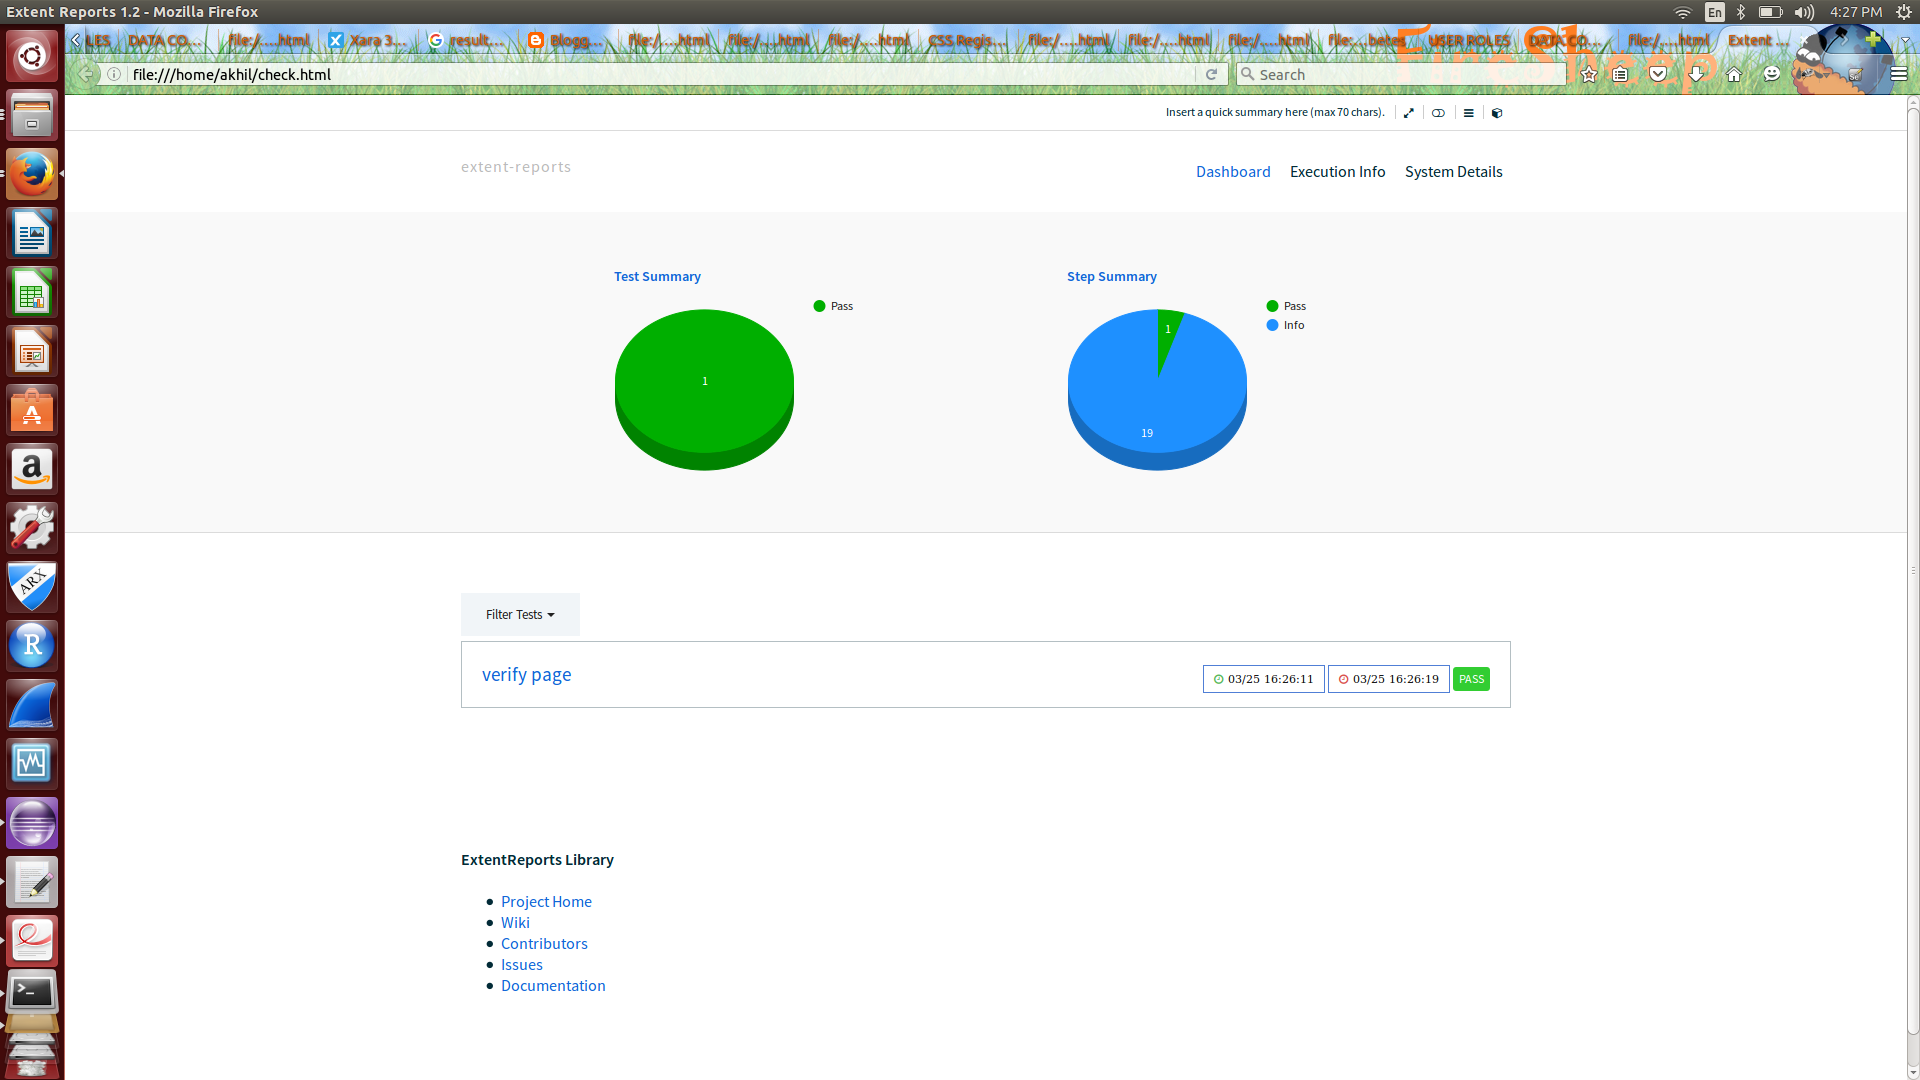 Extent Reports 1.2 - Mozilla Firefox
En
4:27 PM
LES DATA CO... file:/....html Xara 3... result... Blogg... file:/....html file:/....html file:/....html CSS Regis... file:/....html file:/....html file:/....html file:...betes USER ROLES DATA CO... file:/....html Extent ...
file:///home/akhil/check.html
Search
Insert a quick summary here (max 70 chars).
extent-reports
Dashboard Execution Info System Details
Test Summary
Pass
1
Step Summary
Pass
Info
1
19
Filter Tests
verify page
03/25 16:26:11 03/25 16:26:19 PASS
ExtentReports Library
Project Home
Wiki
Contributors
Issues
Documentation
ARX
R